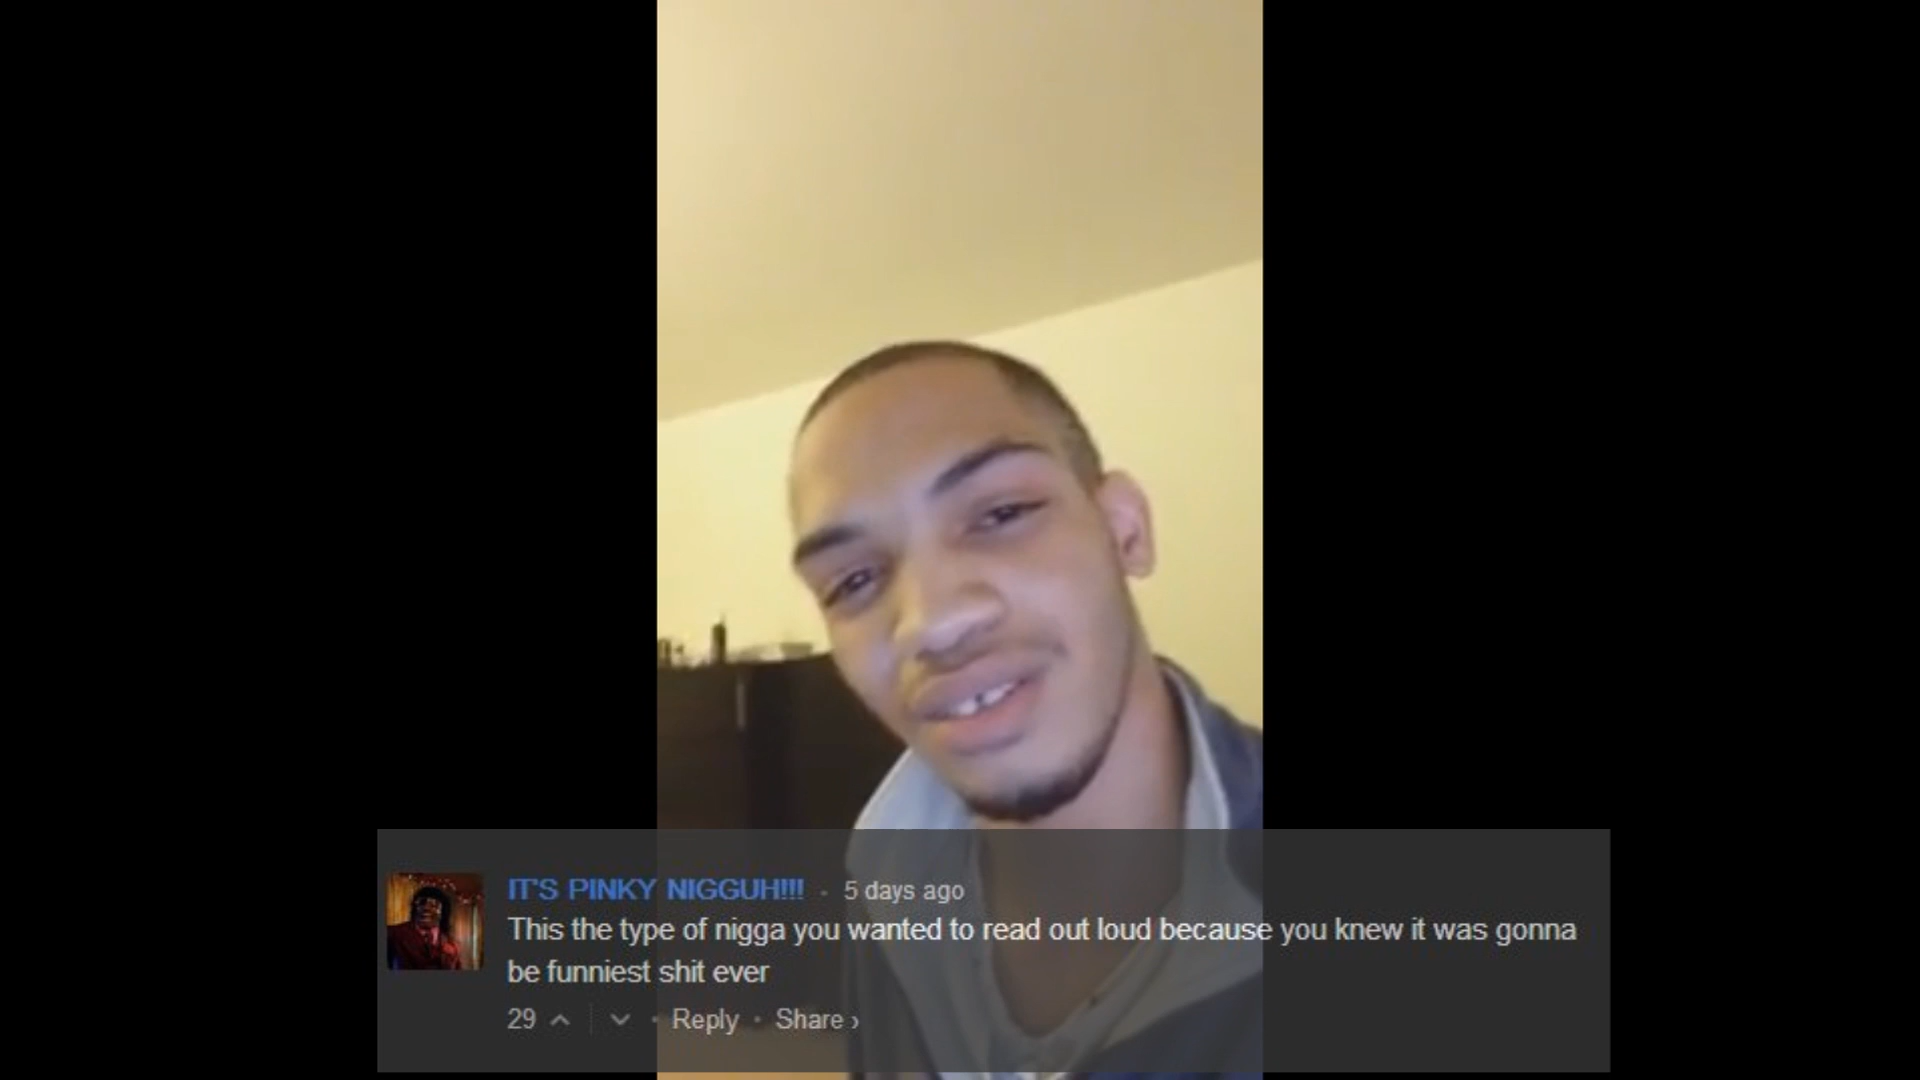 IT'S PINKY NIGGUH!!! · 5 days ago
This the type of nigga you wanted to read out loud because you knew it was gonna
be funniest shit ever
29 · Reply · Share ›